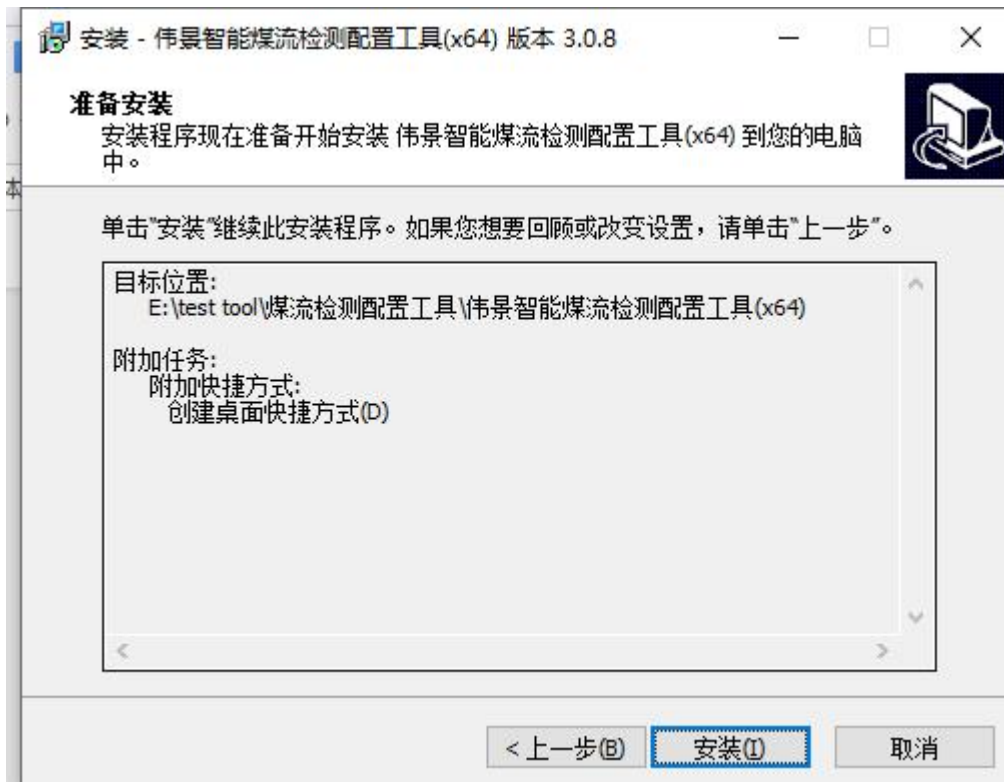 安装 - 伟景智能煤流检测配置工具(x64) 版本 3.0.8
准备安装
安装程序现在准备开始安装 伟景智能煤流检测配置工具(x64) 到您的电脑
中。
本
单击"安装"继续此安装程序。如果您想要回顾或改变设置，请单击"上一步"。
目标位置:
E:\test tool\煤流检测配置工具\伟景智能煤流检测配置工具(x64)
附加任务:
附加快捷方式:
创建桌面快捷方式(D)
< 上一步(B)
安装(I)
取消